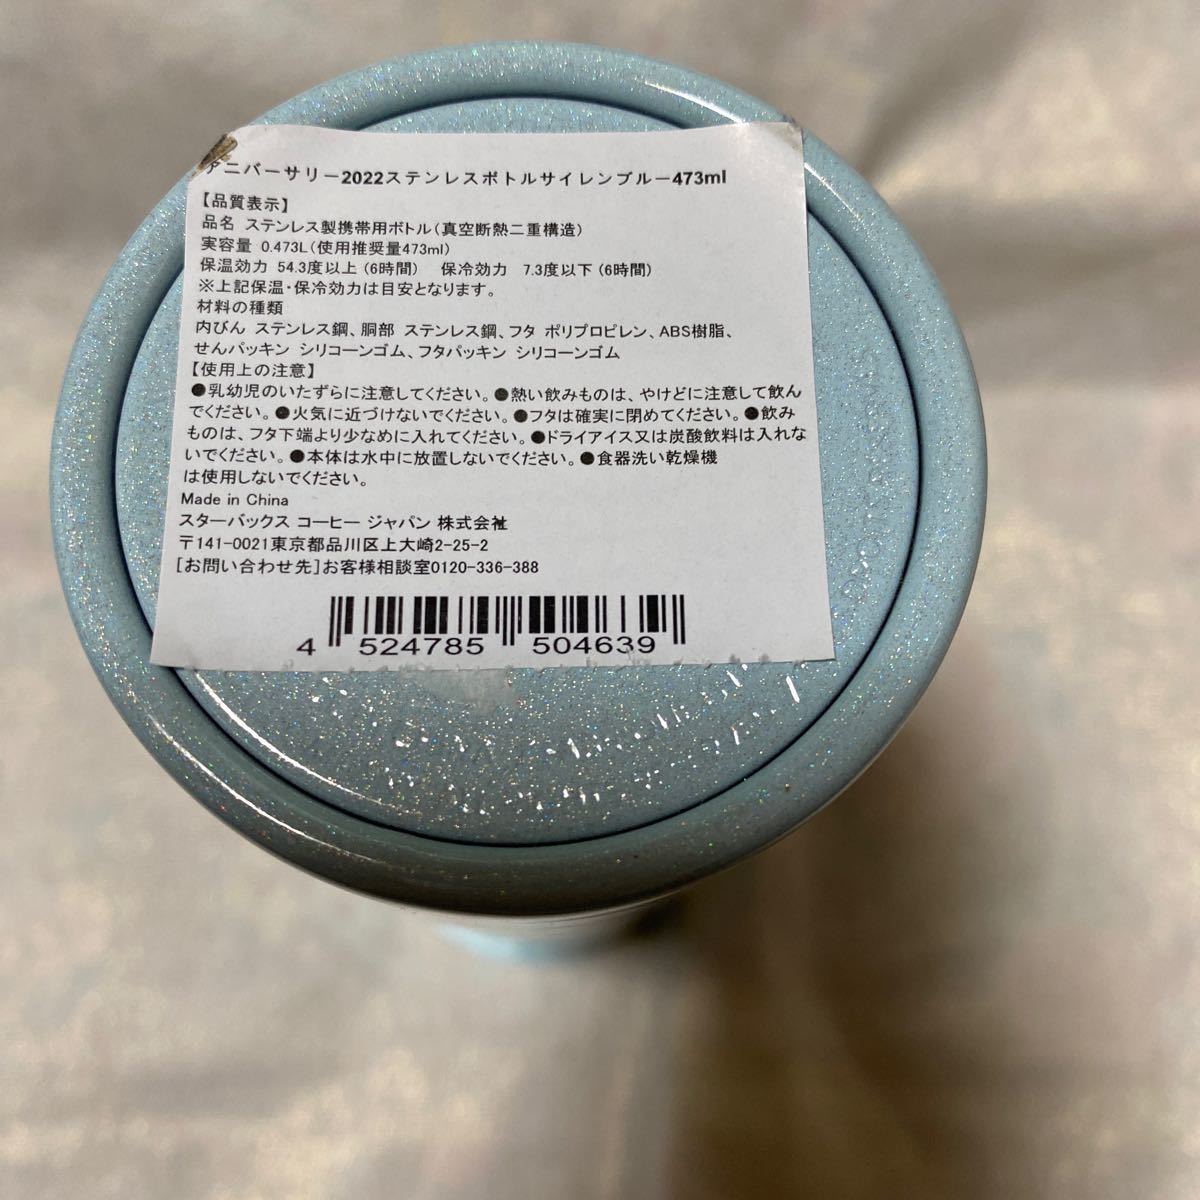 アニバーサリー2022ステンレスボトルサイレンブルー473ml
【品質表示】
品名 ステンレス製携帯用ボトル（真空断熱二重構造）
実容量 0.473L（使用推奨量473ml）
保温効力 54.3度以上（6時間） 保冷効力 7.3度以下（6時間）
※上記保温・保冷効力は目安となります。
材料の種類
内びん ステンレス鋼、胴部 ステンレス鋼、フタ ポリプロピレン、ABS樹脂、
せんパッキン シリコーンゴム、フタパッキン シリコーンゴム
【使用上の注意】
●乳幼児のいたずらに注意してください。●熱い飲みものは、やけどに注意して飲ん
でください。●火気に近づけないでください。●フタは確実に閉めてください。●飲み
ものは、フタ下端より少なめに入れてください。●ドライアイス又は炭酸飲料は入れな
いでください。●本体は水中に放置しないでください。●食器洗い乾燥機
は使用しないでください。
Made in China
スターバックス コーヒー ジャパン 株式会社
〒141-0021東京都品川区上大崎2-25-2
[お問い合わせ先]お客様相談室0120-336-388
4 524785 504639